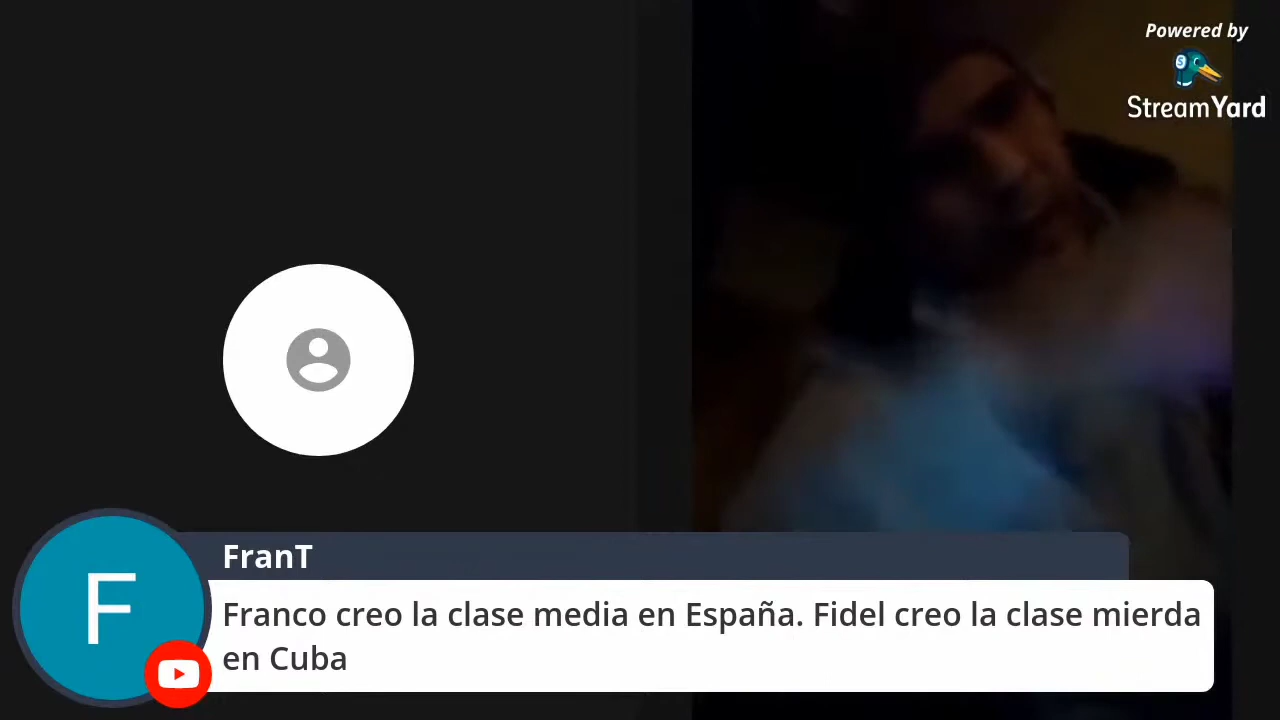 Powered by
StreamYard
FranT
F
Franco creo la clase media en España. Fidel creo la clase mierda
en Cuba